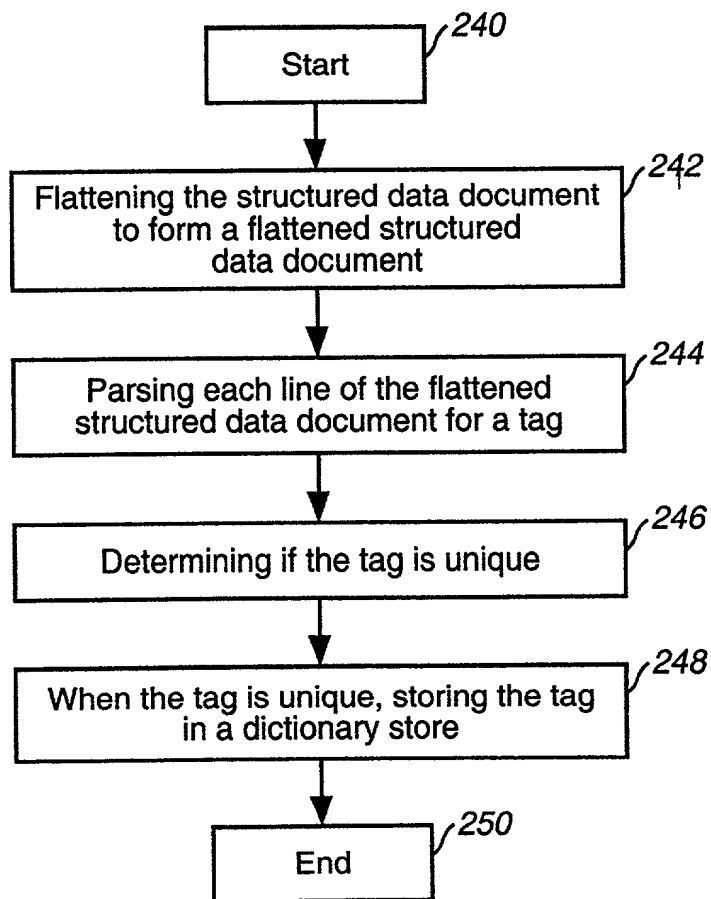 240
Start
242
Flattening the structured data document
to form a flattened structured
data document
244
Parsing each line of the flattened
structured data document for a tag
246
Determining if the tag is unique
248
When the tag is unique, storing the tag
in a dictionary store
250
End